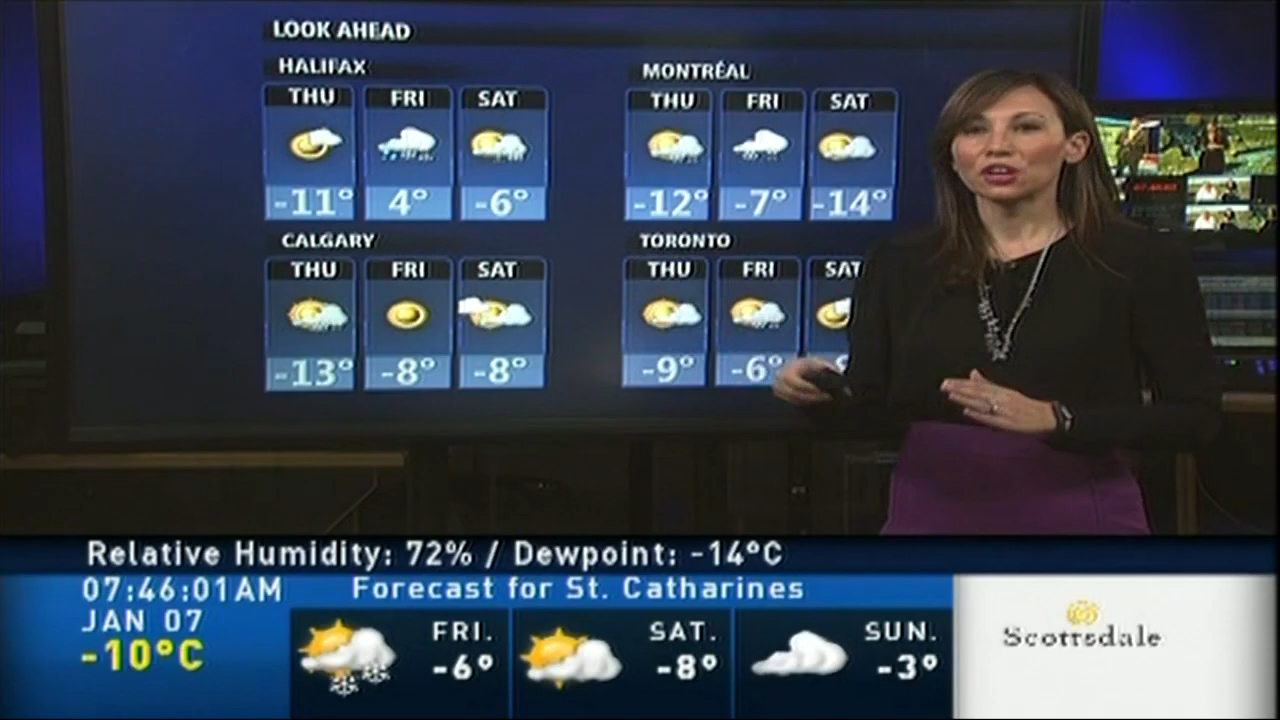 LOOK AHEAD
HALIFAX
THU FRI SAT
-11° 4° -6°
MONTRÉAL
THU FRI SAT
-12° -7° -14°
CALGARY
THU FRI SAT
-13° -8° -8°
TORONTO
THU FRI SAT
-9° -6°
Relative Humidity: 72% / Dewpoint: -14°C
07:46:01AM
JAN 07
-10°C
Forecast for St. Catharines
FRI.
-6°
SAT.
-8°
SUN.
-3°
Scottsdale